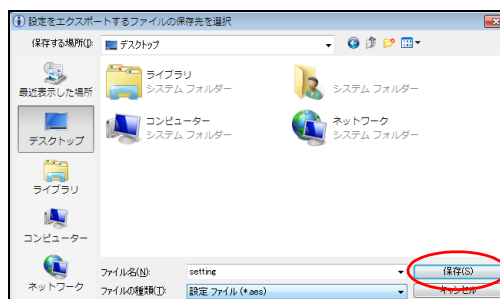 設定をエクスポートするファイルの保存先を選択
保存する場所(I):
デスクトップ
最近表示した場所
デスクトップ
ライブラリ
コンピューター
ネットワーク
ライブラリ
システム フォルダー
システム フォルダー
コンピューター
システム フォルダー
ネットワーク
システム フォルダー
ファイル名(N):
setting
保存(S)
ファイルの種類(T):
設定 ファイル (*.aes)
キャンセル